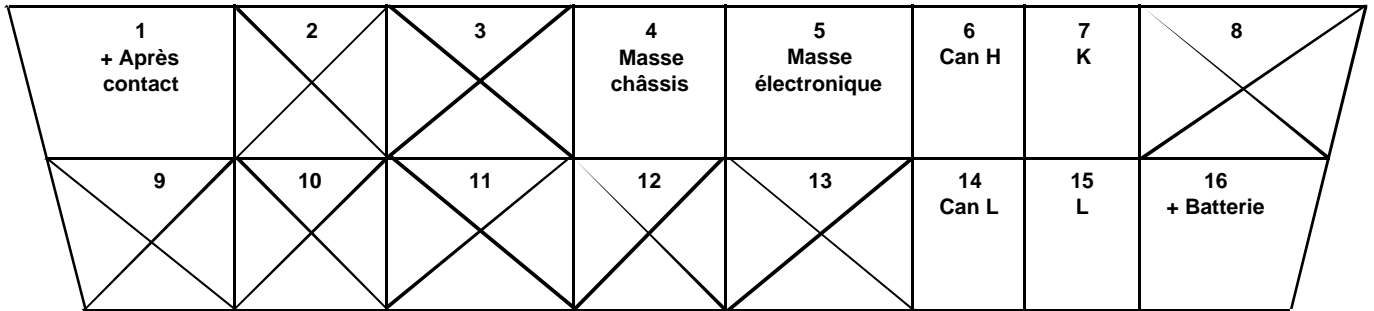 1
+ Après
contact
2
3
4
Masse
châssis
5
Masse
électronique
6
Can H
7
K
8
9
10
11
12
13
14
Can L
15
L
16
+ Batterie